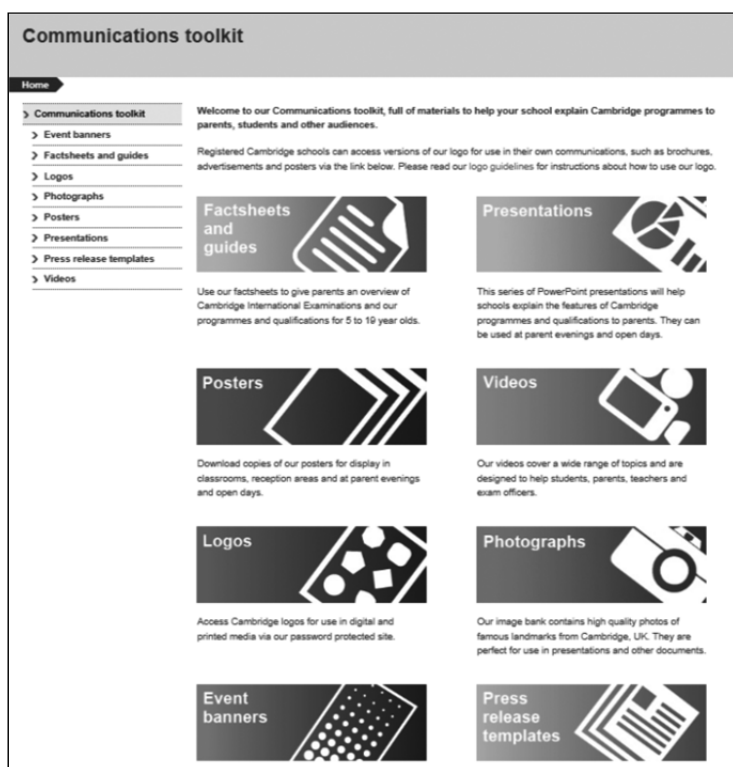 Communications toolkit
Home
Communications toolkit
Event banners
Factsheets and guides
Logos
Photographs
Posters
Presentations
Press release templates
Videos
Welcome to our Communications toolkit, full of materials to help your school explain Cambridge programmes to
parents, students and other audiences.
Registered Cambridge schools can access versions of our logo for use in their own communications, such as brochures,
advertisements and posters via the link below. Please read our logo guidelines for instructions about how to use our logo.
Factsheets
and
guides
Use our factsheets to give parents an overview of
Cambridge International Examinations and our
programmes and qualifications for 5 to 19 year olds.
Presentations
This series of PowerPoint presentations will help
schools explain the features of Cambridge
programmes and qualifications to parents. They can
be used at parent evenings and open days.
Posters
Download copies of our posters for display in
classrooms, reception areas and at parent evenings
and open days.
Videos
Our videos cover a wide range of topics and are
designed to help students, parents, teachers and
exam officers.
Logos
Access Cambridge logos for use in digital and
printed media via our password protected site.
Photographs
Our image bank contains high quality photos of
famous landmarks from Cambridge, UK. They are
perfect for use in presentations and other documents.
Event
banners
Press
release
templates